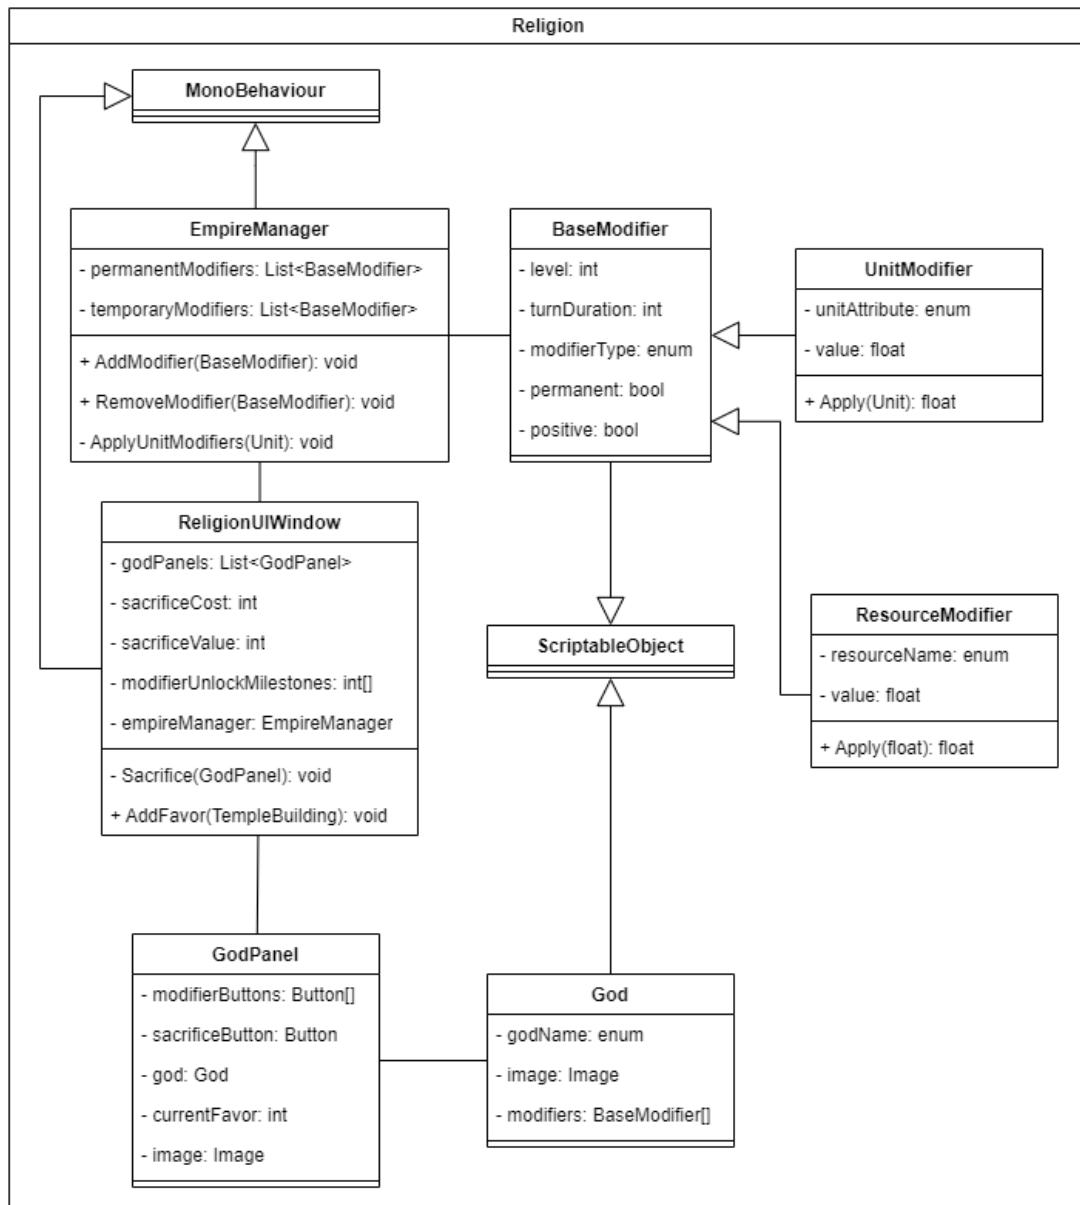 Religion
MonoBehaviour
EmpireManager
- permanentModifiers: List<BaseModifier>
- temporaryModifiers: List<BaseModifier>
+ AddModifier(BaseModifier): void
+ RemoveModifier(BaseModifier): void
- ApplyUnitModifiers(Unit): void
BaseModifier
- level: int
- turnDuration: int
- modifierType: enum
- permanent: bool
- positive: bool
UnitModifier
- unitAttribute: enum
- value: float
+ Apply(Unit): float
ReligionUIWindow
- godPanels: List<GodPanel>
- sacrificeCost: int
- sacrificeValue: int
- modifierUnlockMilestones: int[]
- empireManager: EmpireManager
- Sacrifice(GodPanel): void
+ AddFavor(TempleBuilding): void
ScriptableObject
ResourceModifier
- resourceName: enum
- value: float
+ Apply(float): float
GodPanel
- modifierButtons: Button[]
- sacrificeButton: Button
- god: God
- currentFavor: int
- image: Image
God
- godName: enum
- image: Image
- modifiers: BaseModifier[]